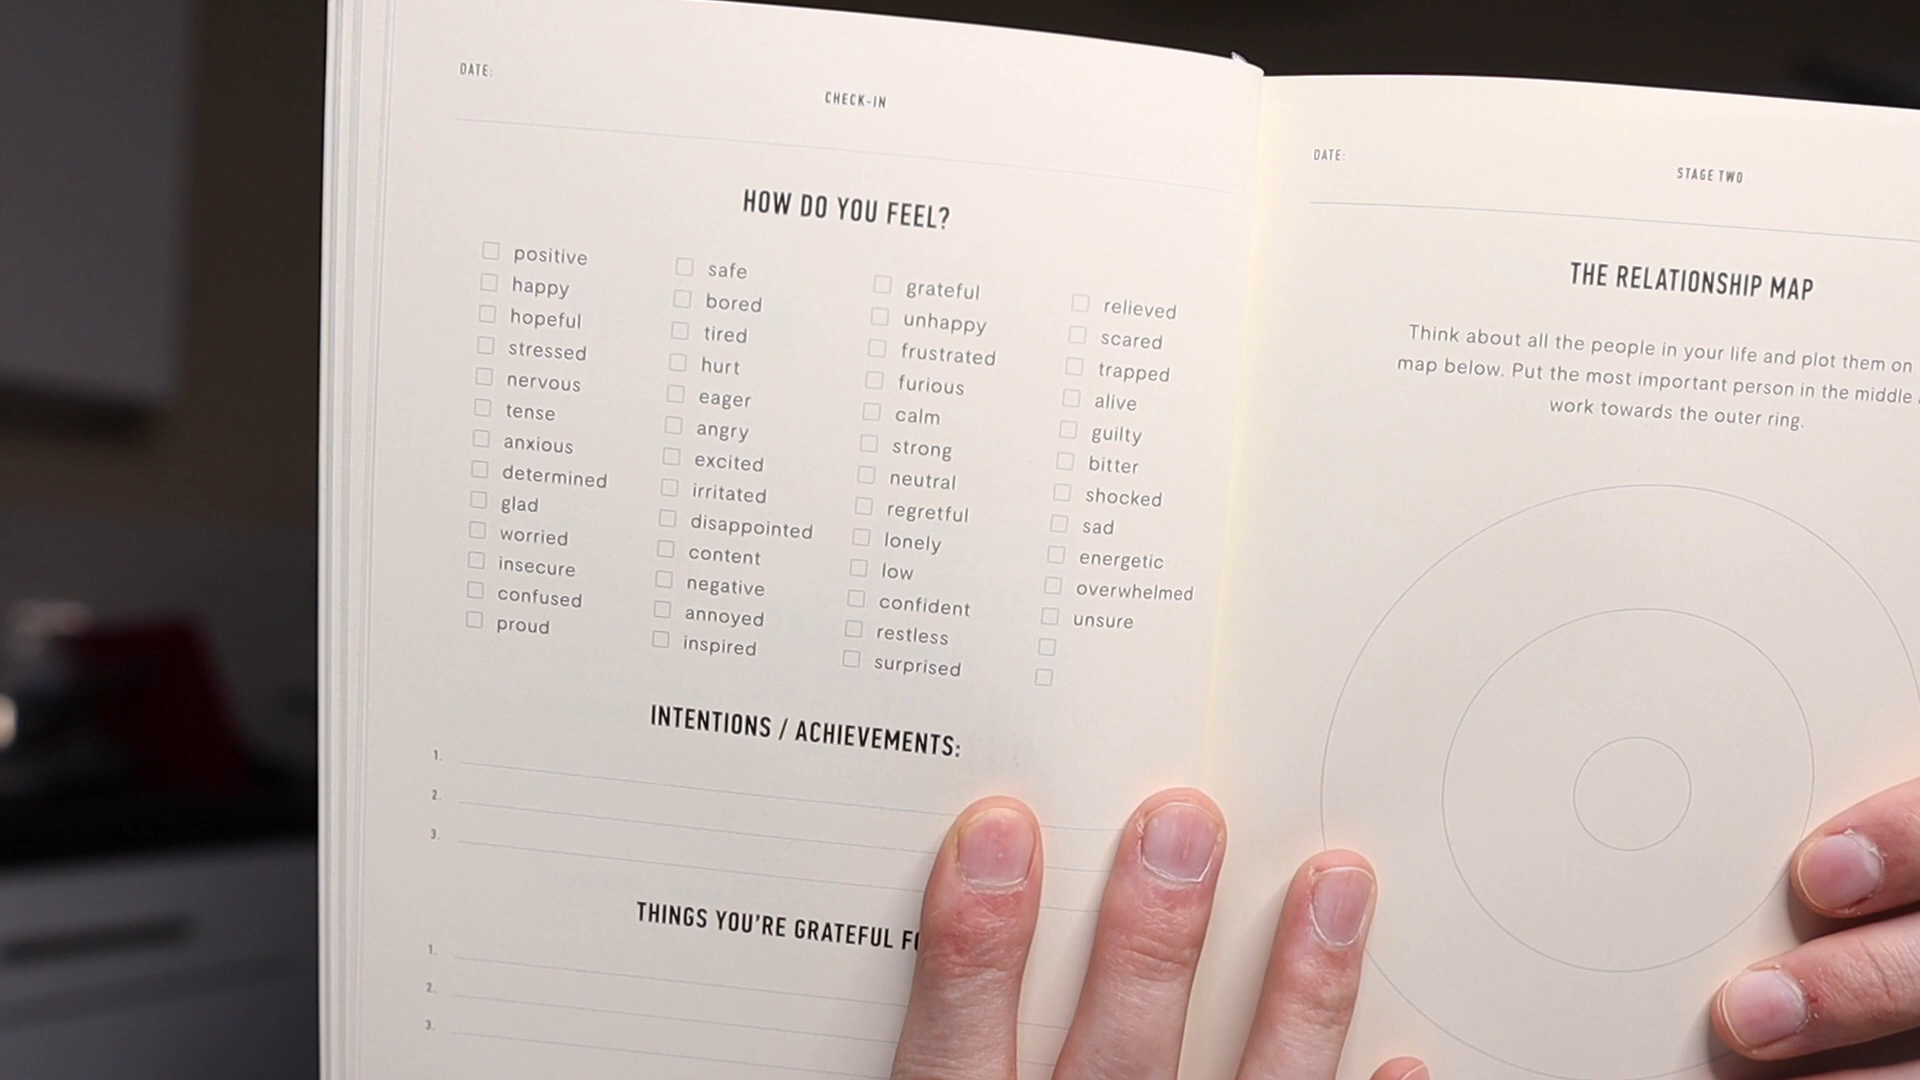 DATE:
CHECK-IN
HOW DO YOU FEEL?
positive
happy
hopeful
stressed
nervous
tense
anxious
determined
glad
worried
insecure
confused
proud
safe
bored
tired
hurt
eager
angry
excited
irritated
disappointed
content
negative
annoyed
inspired
grateful
unhappy
frustrated
furious
calm
strong
neutral
regretful
lonely
low
confident
restless
surprised
relieved
scared
trapped
alive
guilty
bitter
shocked
sad
energetic
overwhelmed
unsure
INTENTIONS / ACHIEVEMENTS:
1.
2.
3.
THINGS YOU'RE GRATEFUL
1.
2.
3.
DATE:
STAGE TWO
THE RELATIONSHIP MAP
Think about all the people in your life and plot them on
map below. Put the most important person in the middle
work towards the outer ring.